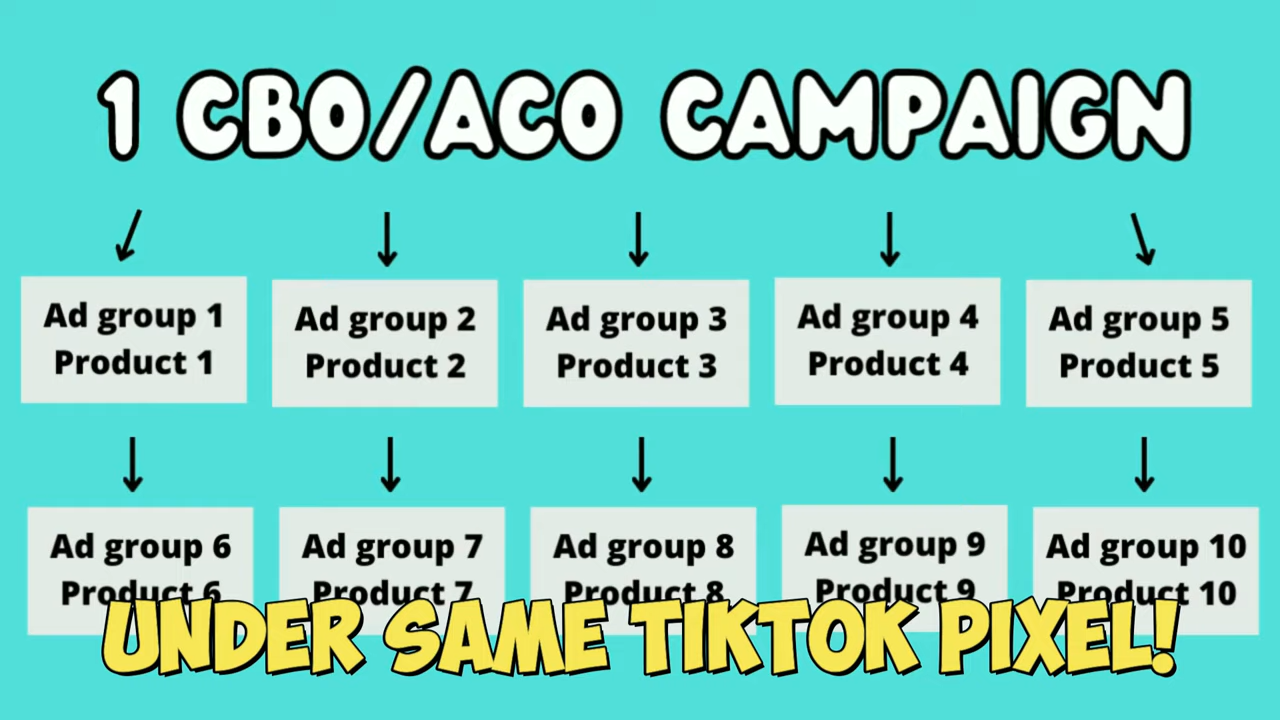 1 CBO/ACO CAMPAIGN
Ad group 1
Product 1
Ad group 2
Product 2
Ad group 3
Product 3
Ad group 4
Product 4
Ad group 5
Product 5
Ad group 6
Product 6
Ad group 7
Product 7
Ad group 8
Product 8
Ad group 9
Product 9
Ad group 10
Product 10
UNDER SAME TIKTOK PIXEL!